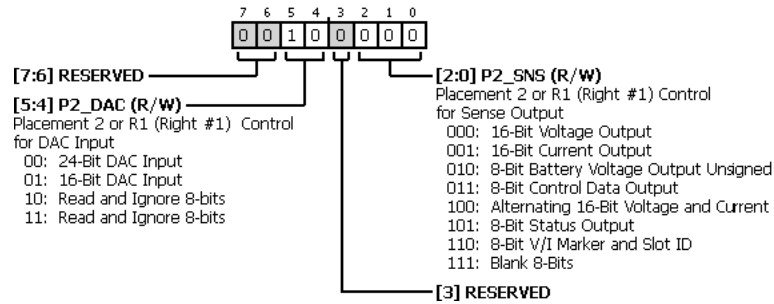 7 6 5 4 3 2 1 0
0 0 1 0 0 0 0 0
[7:6] RESERVED
[5:4] P2_DAC (R/W)
Placement 2 or R1 (Right #1) Control
for DAC Input
00: 24-Bit DAC Input
01: 16-Bit DAC Input
10: Read and Ignore 8-bits
11: Read and Ignore 8-bits
[2:0] P2_SNS (R/W)
Placement 2 or R1 (Right #1) Control
for Sense Output
000: 16-Bit Voltage Output
001: 16-Bit Current Output
010: 8-Bit Battery Voltage Output Unsigned
011: 8-Bit Control Data Output
100: Alternating 16-Bit Voltage and Current
101: 8-Bit Status Output
110: 8-Bit V/I Marker and Slot ID
111: Blank 8-Bits
[3] RESERVED